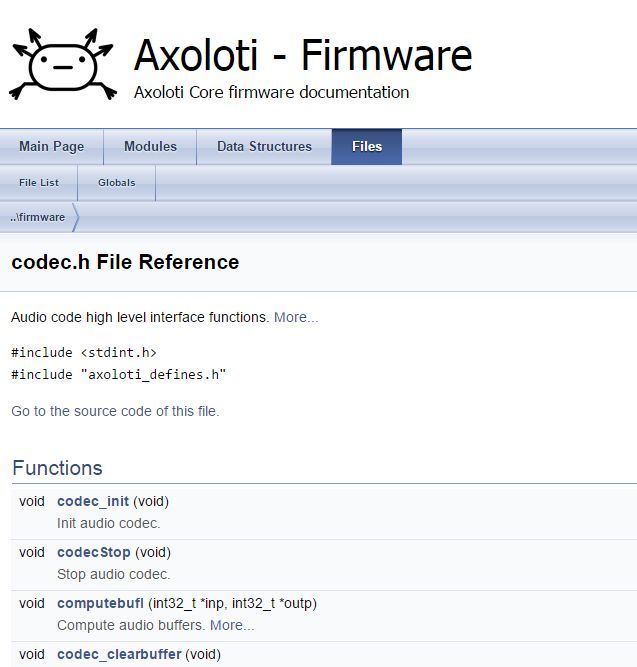 Axoloti - Firmware
Axoloti Core firmware documentation
Main Page Modules Data Structures Files
File List Globals
..\firmware
codec.h File Reference
Audio code high level interface functions. More...
#include <stdint.h>
#include "axoloti_defines.h"
Go to the source code of this file.
Functions
void codec_init (void)
Init audio codec.
void codecStop (void)
Stop audio codec.
void computebufI (int32_t *inp, int32_t *outp)
Compute audio buffers. More...
void codec_clearbuffer (void)